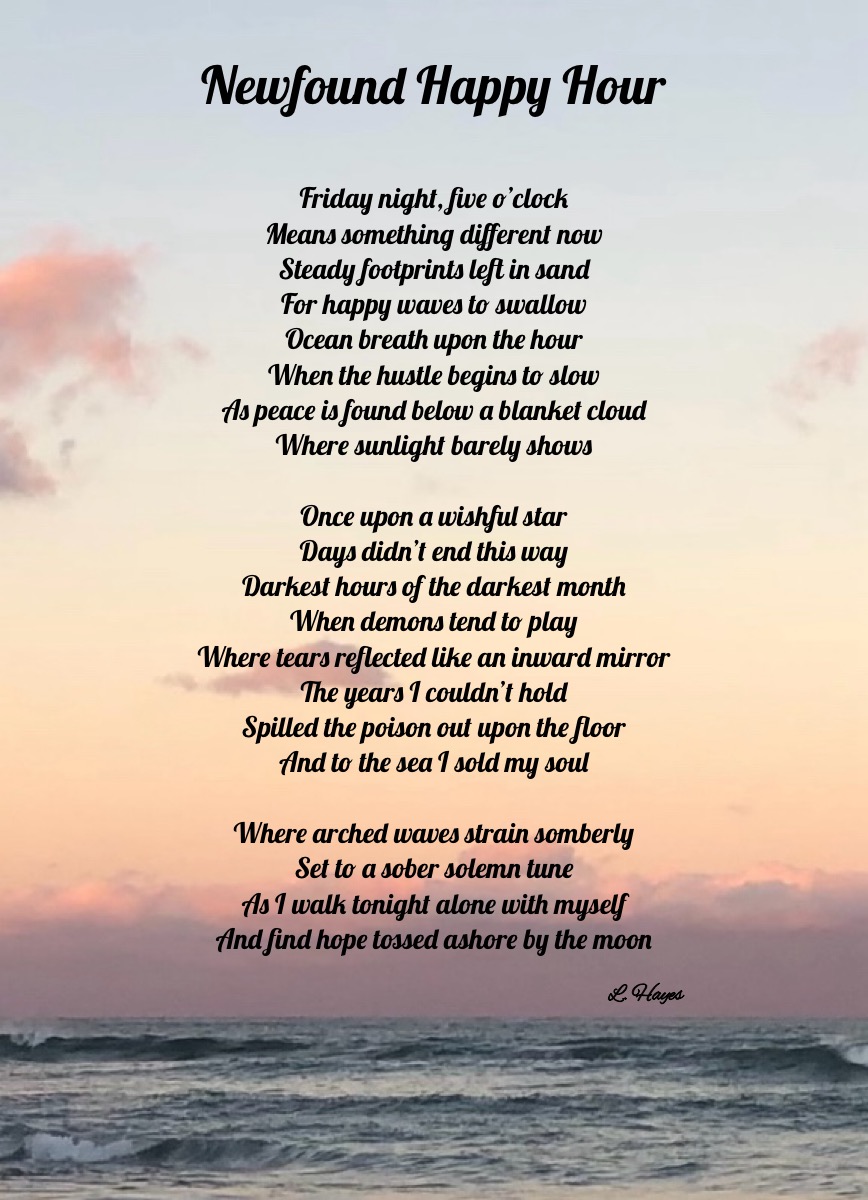 Newfound Happy Hour
Friday night, five o’clock
Means something different now
Steady footprints left in sand
For happy waves to swallow
Ocean breath upon the hour
When the hustle begins to slow
As peace is found below a blanket cloud
Where sunlight barely shows
Once upon a wishful star
Days didn’t end this way
Darkest hours of the darkest month
When demons tend to play
Where tears reflected like an inward mirror
The years I couldn’t hold
Spilled the poison out upon the floor
And to the sea I sold my soul
Where arched waves strain somberly
Set to a sober solemn tune
As I walk tonight alone with myself
And find hope tossed ashore by the moon
L. Hayes